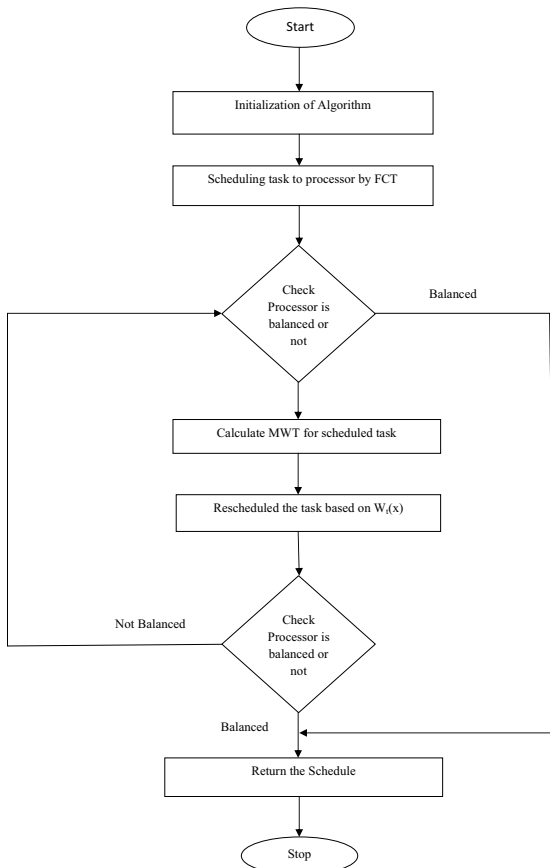 Start
Initialization of Algorithm
Scheduling task to processor by FCT
Check
Processor is
balanced or
not
Balanced
Calculate MWT for scheduled task
Rescheduled the task based on Wₜ(x)
Not Balanced
Check
Processor is
balanced or
not
Balanced
Return the Schedule
Stop